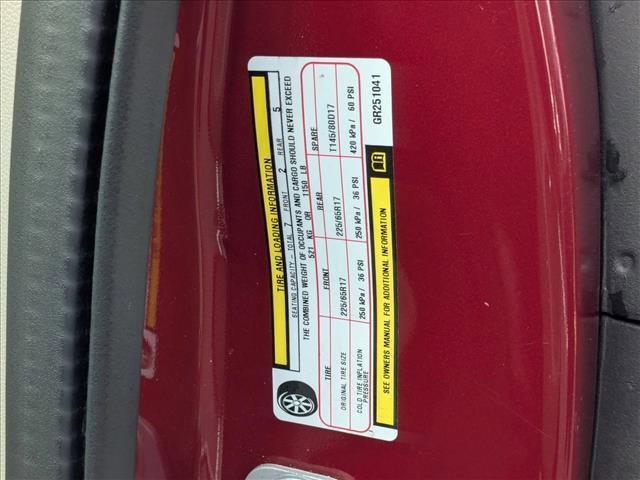 TIRE AND LOADING INFORMATION
SEATING CAPACITY - TOTAL 7 FRONT 2 REAR 5
THE COMBINED WEIGHT OF OCCUPANTS AND CARGO SHOULD NEVER EXCEED
521 KG OR 1150 LB
TIRE FRONT REAR SPARE
ORIGINAL TIRE SIZE 225/65R17 225/65R17 T145/80D17
COLD TIRE INFLATION PRESSURE 250 kPa / 36 PSI 250 kPa / 36 PSI 420 kPa / 60 PSI
SEE OWNERS MANUAL FOR ADDITIONAL INFORMATION
GR251041